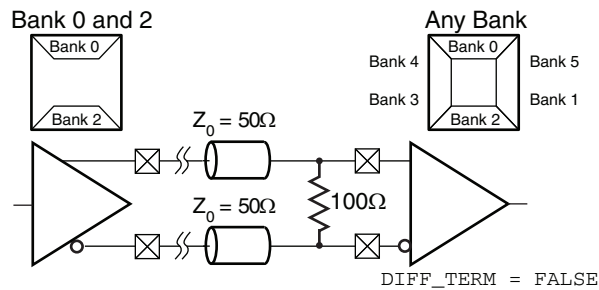 Bank 0 and 2
Any Bank
Bank 0
Bank 2
Bank 0
Bank 4
Bank 5
Bank 3
Bank 1
Bank 2
Z0 = 50Ω
Z0 = 50Ω
100Ω
DIFF_TERM = FALSE